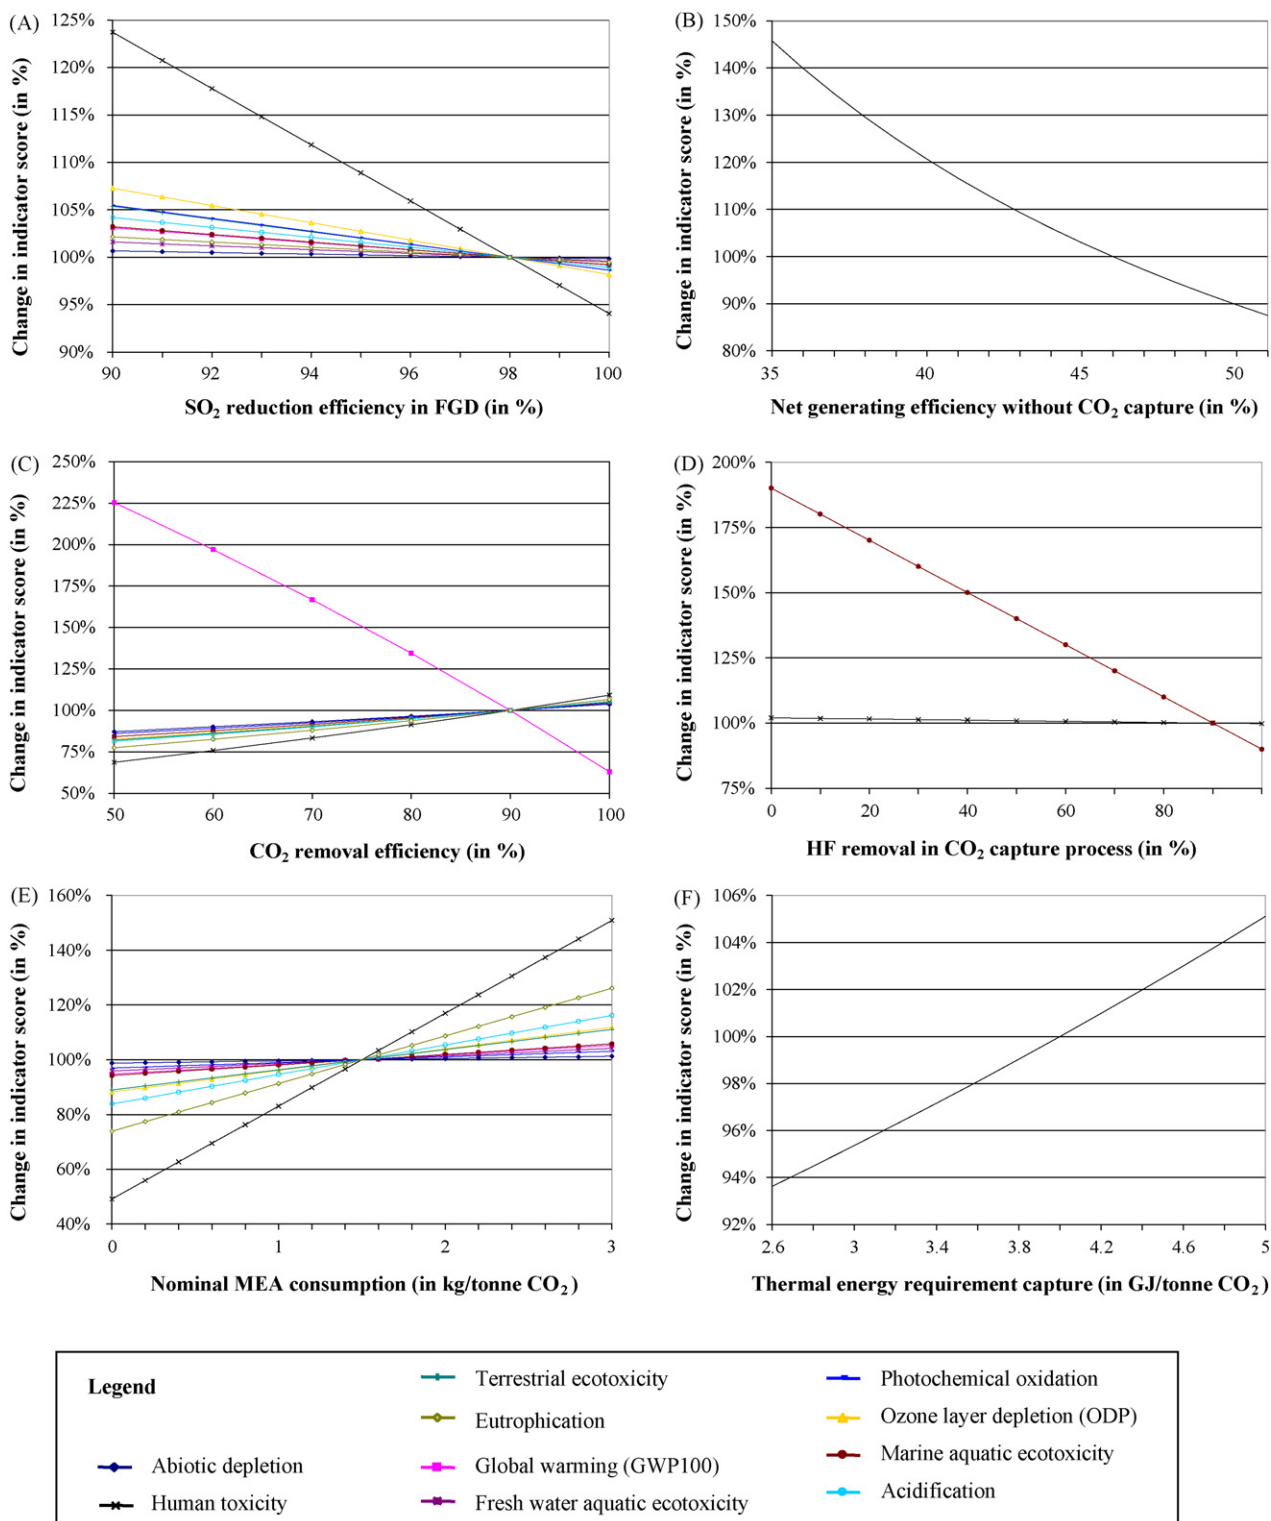 (A)
Change in indicator score (in %)
125%
120%
115%
110%
105%
100%
95%
90%
90 92 94 96 98 100
SO2 reduction efficiency in FGD (in %)
(B)
Change in indicator score (in %)
150%
140%
130%
120%
110%
100%
90%
80%
35 40 45 50
Net generating efficiency without CO2 capture (in %)
(C)
Change in indicator score (in %)
250%
225%
200%
175%
150%
125%
100%
75%
50%
50 60 70 80 90 100
CO2 removal efficiency (in %)
(D)
Change in indicator score (in %)
200%
175%
150%
125%
100%
75%
0 20 40 60 80
HF removal in CO2 capture process (in %)
(E)
Change in indicator score (in %)
160%
140%
120%
100%
80%
60%
40%
0 1 2 3
Nominal MEA consumption (in kg/tonne CO2)
(F)
Change in indicator score (in %)
106%
104%
102%
100%
98%
96%
94%
92%
2.6 3 3.4 3.8 4.2 4.6 5
Thermal energy requirement capture (in GJ/tonne CO2)
Legend
Abiotic depletion
Human toxicity
Terrestrial ecotoxicity
Eutrophication
Global warming (GWP100)
Fresh water aquatic ecotoxicity
Photochemical oxidation
Ozone layer depletion (ODP)
Marine aquatic ecotoxicity
Acidification